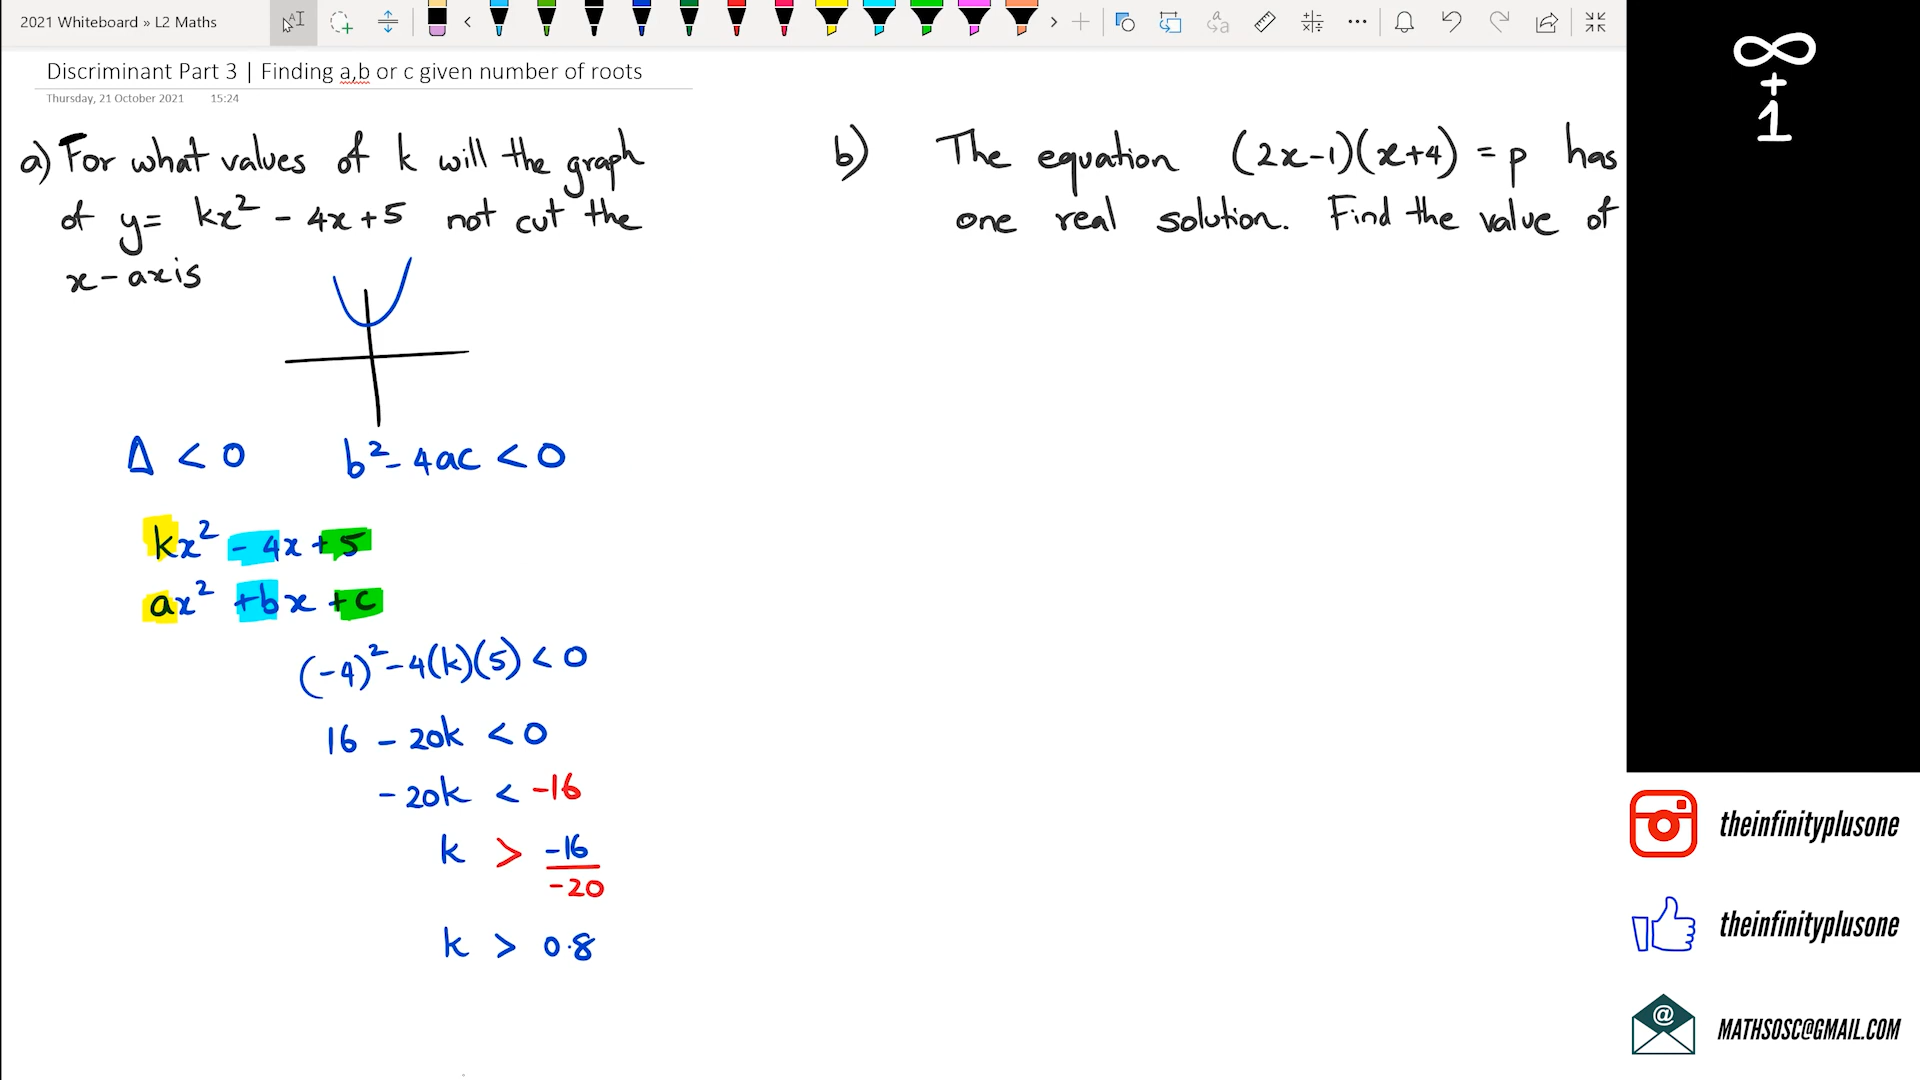 2021 Whiteboard » L2 Maths
Discriminant Part 3 | Finding a,b or c given number of roots
Thursday, 21 October 2021 15:24
a) For what values of k will the graph
of y = kx² - 4x + 5 not cut the
x-axis
Δ < 0 b² - 4ac < 0
kx² - 4x + 5
ax² + bx + c
(-4)² - 4(k)(5) < 0
16 - 20k < 0
- 20k < -16
k > -16
-20
k > 0.8
b) The equation (2x-1)(x+4) = p has
one real solution. Find the value of
∞
+
1
theinfinityplusone
theinfinityplusone
@
MATHSOSC@GMAIL.COM